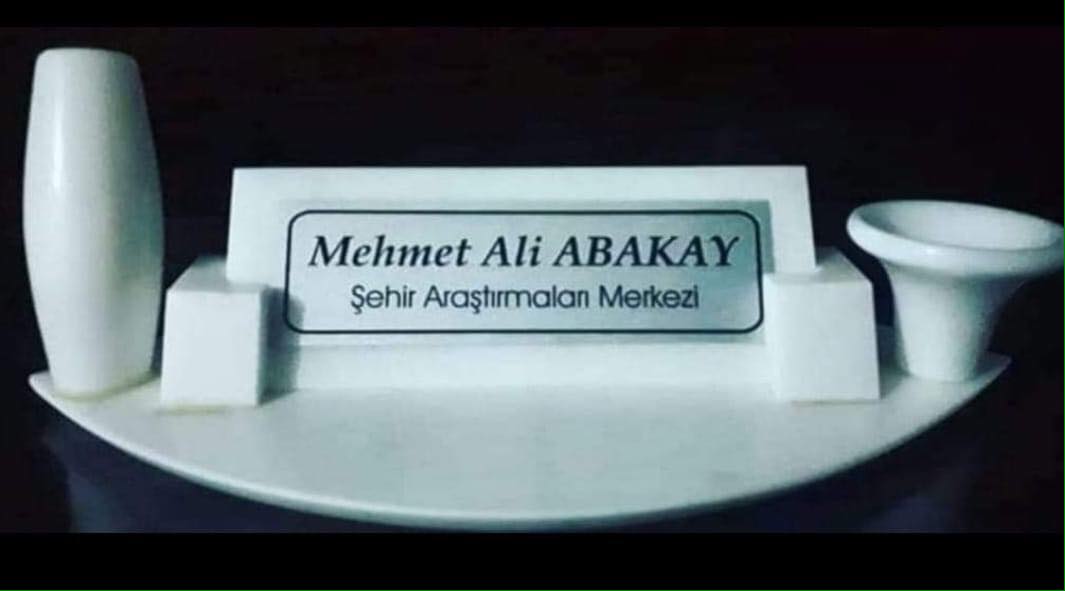 Mehmet Ali ABAKAY
Şehir Araştırmaları Merkezi